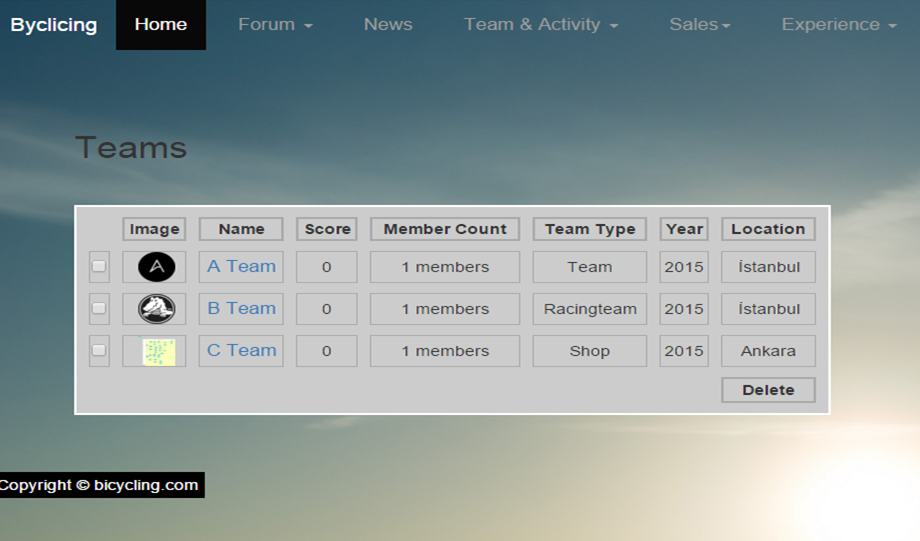 Byclicing Home Forum News Team & Activity Sales Experience
Teams
Image Name Score Member Count Team Type Year Location
A A Team 0 1 members Team 2015 İstanbul
B Team 0 1 members Racingteam 2015 İstanbul
C Team 0 1 members Shop 2015 Ankara
Delete
Copyright © bicycling.com